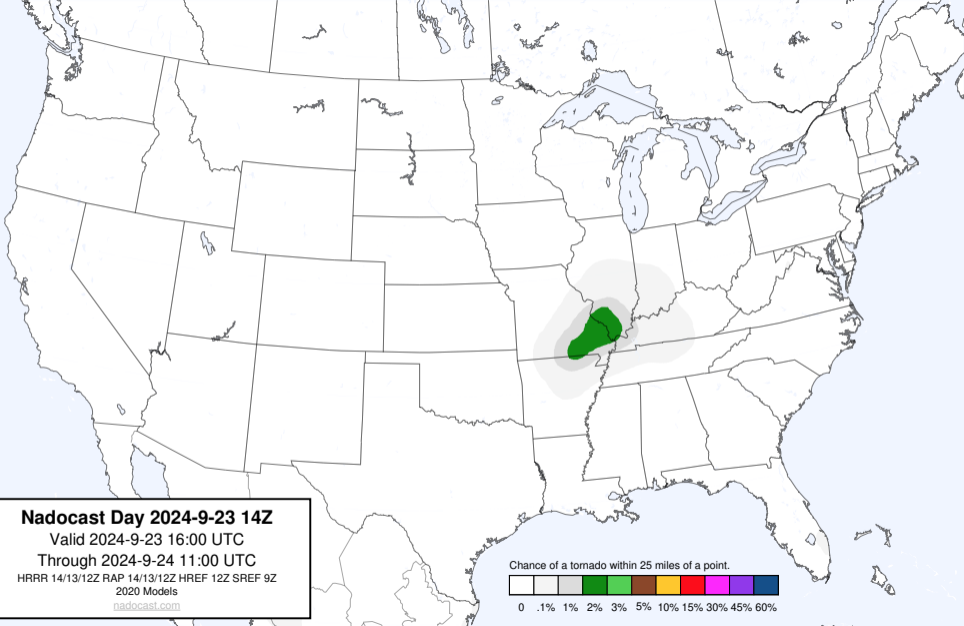 Nadocast Day 2024-9-23 14Z
Valid 2024-9-23 16:00 UTC
Through 2024-9-24 11:00 UTC
HRRR 14/13/12Z RAP 14/13/12Z HREF 12Z SREF 9Z
2020 Models
nadocast.com
Chance of a tornado within 25 miles of a point.
0 .1% 1% 2% 3% 5% 10% 15% 30% 45% 60%